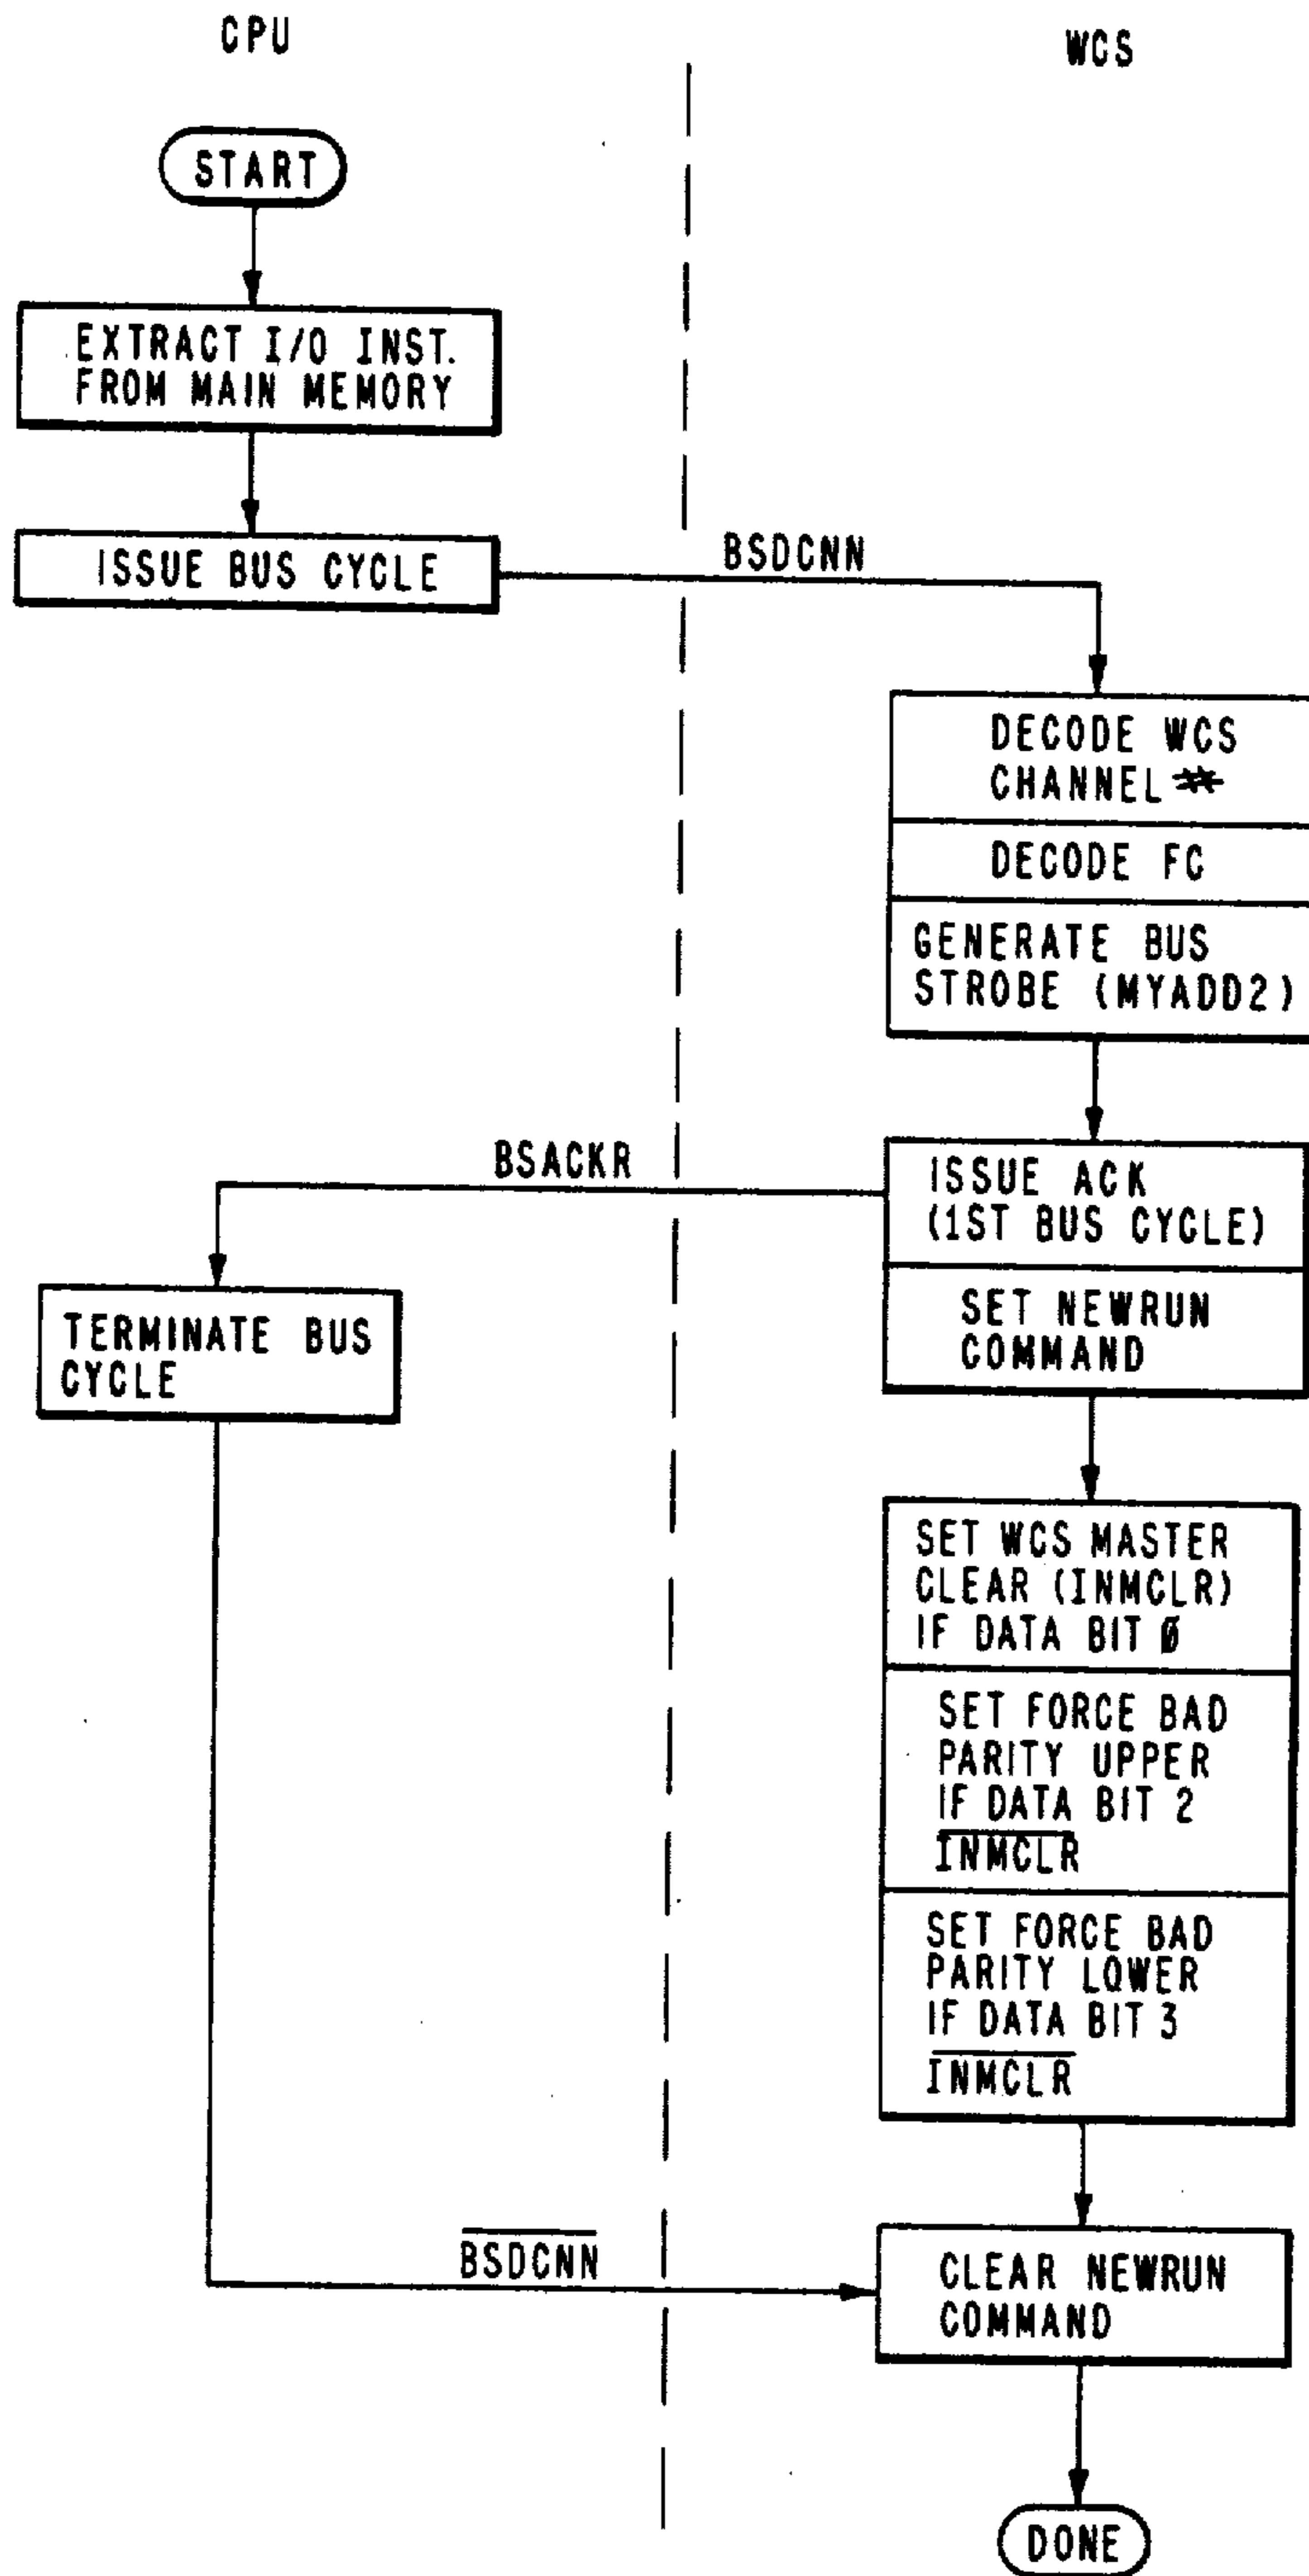 CPU
WCS
START
EXTRACT I/O INST.
FROM MAIN MEMORY
ISSUE BUS CYCLE
BSDCNN
DECODE WCS
CHANNEL #
DECODE FC
GENERATE BUS
STROBE (MYADD2)
BSACKR
ISSUE ACK
(1ST BUS CYCLE)
SET NEWRUN
COMMAND
TERMINATE BUS
CYCLE
SET WCS MASTER
CLEAR (INMCLR)
IF DATA BIT Ø
SET FORCE BAD
PARITY UPPER
IF DATA BIT 2
I̅N̅M̅C̅L̅R̅
SET FORCE BAD
PARITY LOWER
IF DATA BIT 3
I̅N̅M̅C̅L̅R̅
B̅S̅D̅C̅N̅N̅
CLEAR NEWRUN
COMMAND
DONE